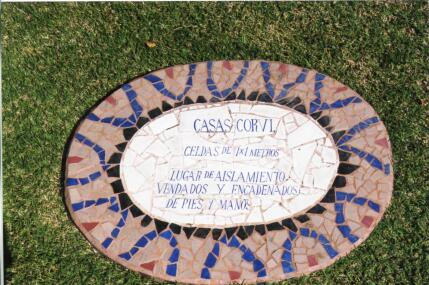 CASAS CORVI.
CELDAS DE 1X1 METROS
LUGAR DE AISLAMIENTO.
VENDADOS Y ENCADENADOS
DE PIES Y MANOS